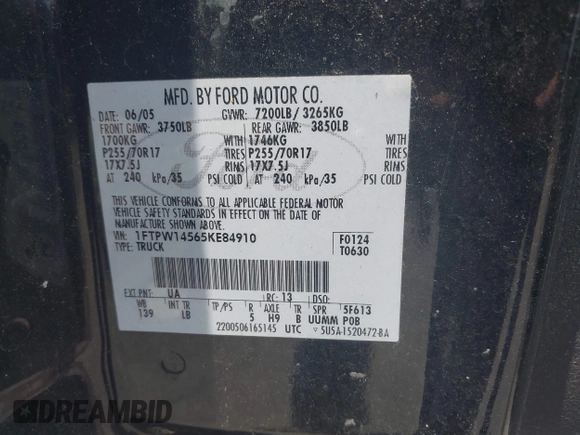 MFD. BY FORD MOTOR CO.
DATE: 06/05 GVWR: 7200LB/ 3265KG
FRONT GAWR: 3750LB REAR GAWR: 3850LB
1700KG WITH 1746KG WITH
P255/70R17 TIRES P255/70R17 TIRES
17X7.5J RIMS 17X7.5J RIMS
AT 240 kPa/35 PSI COLD AT 240 kPa/35 PSI COLD
THIS VEHICLE CONFORMS TO ALL APPLICABLE FEDERAL MOTOR
VEHICLE SAFETY STANDARDS IN EFFECT ON THE DATE OF
MANUFACTURE SHOWN ABOVE.
VIN: 1FTPW14565KE84910 F0124
TYPE: TRUCK T0630
EXT PNT: UA RC: 13 DSO:
WB INT TR TP/PS R AXLE TR SPR 5F613
139 LB 5 H9 B UUMM POB
2200506165145 UTC ▽ 5U5A-1520472-BA
Ford
DREAMBID